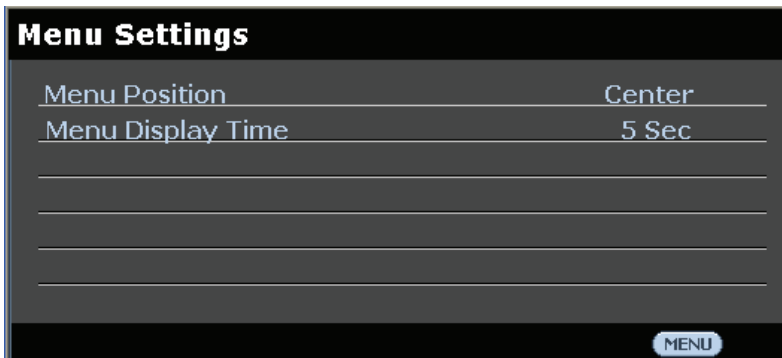 Menu Settings
Menu Position Center
Menu Display Time 5 Sec
MENU